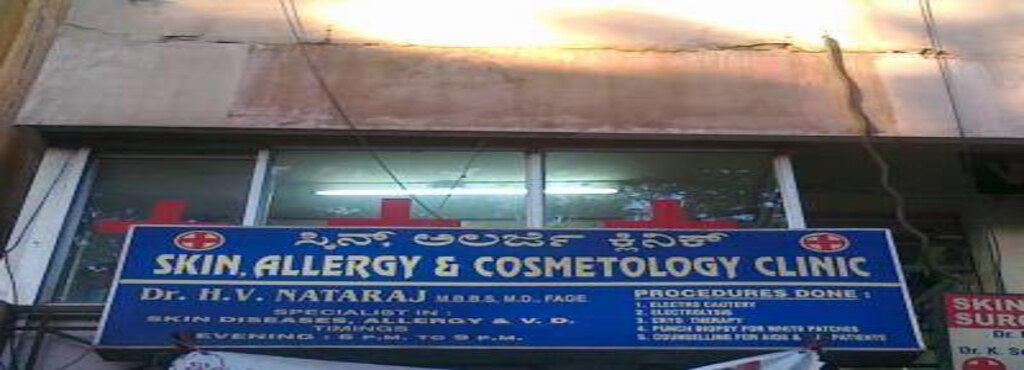 ಸ್ಕಿನ್, ಅಲರ್ಜಿ ಕ್ಲಿನಿಕ್
SKIN, ALLERGY & COSMETOLOGY CLINIC
Dr. H.V. NATARAJ M.B.B.S, M.D., FAGE
SPECIALIST IN :
SKIN DISEASES, ALLERGY & V. D.
TIMINGS
EVENING : 6 P.M. TO 9 P.M.
PROCEDURES DONE :
1. ELECTRO CAUTERY
2. ELECTROLYSIS
3. CRYO THERAPY
4. PUNCH BIOPSY FOR WHITE PATCHES
5. COUNSELLING FOR AIDS & PATIENTS
SKIN
SURG
Dr.
Dr. K. S